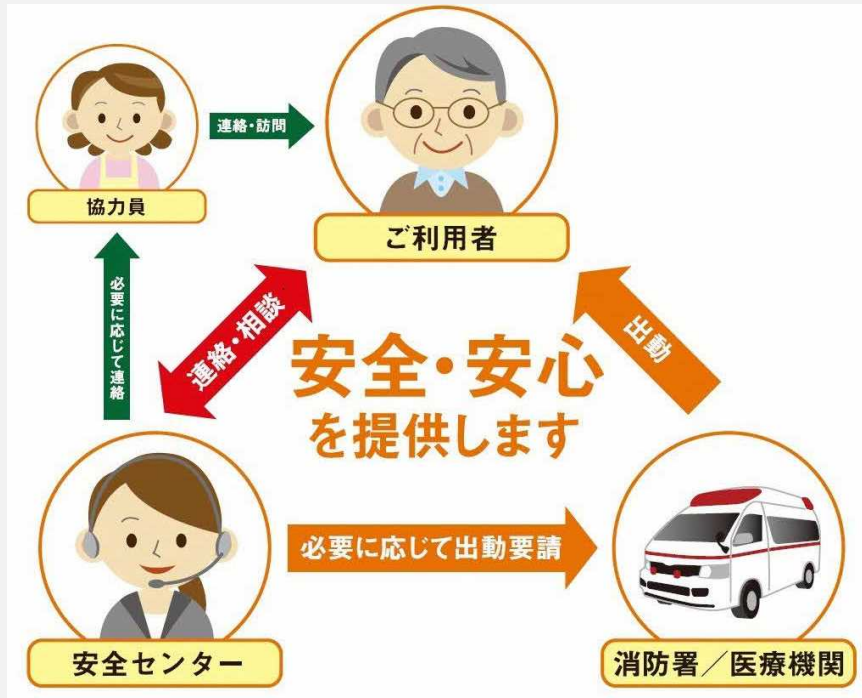 連絡・訪問
協力員
ご利用者
必要に応じて連絡
連絡・相談
出動
安全・安心
を提供します
必要に応じて出動要請
安全センター
消防署／医療機関